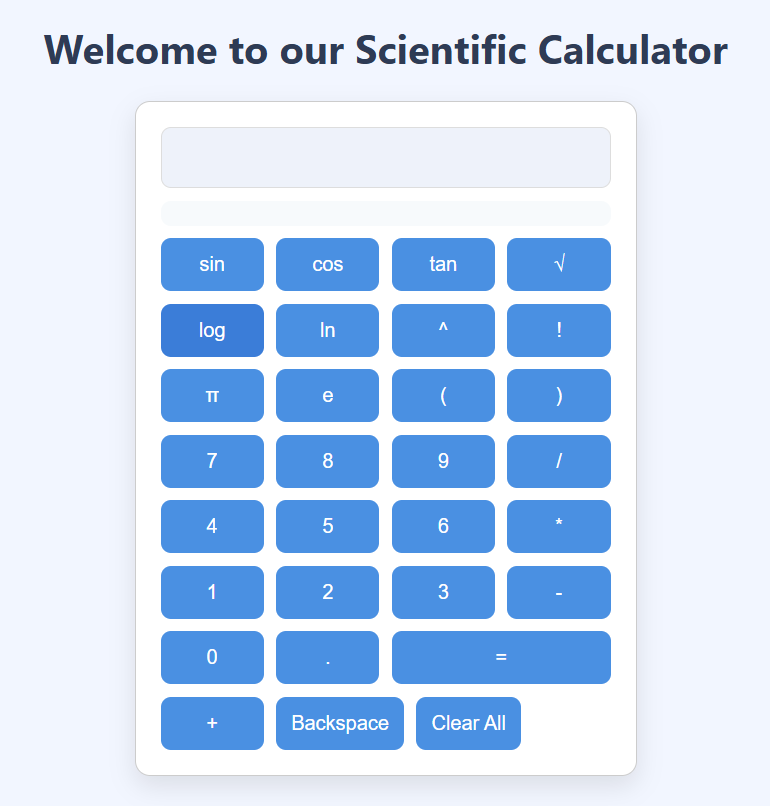 Welcome to our Scientific Calculator
sin cos tan √
log ln ^ !
π e ( )
7 8 9 /
4 5 6 *
1 2 3 -
0 . =
+ Backspace Clear All